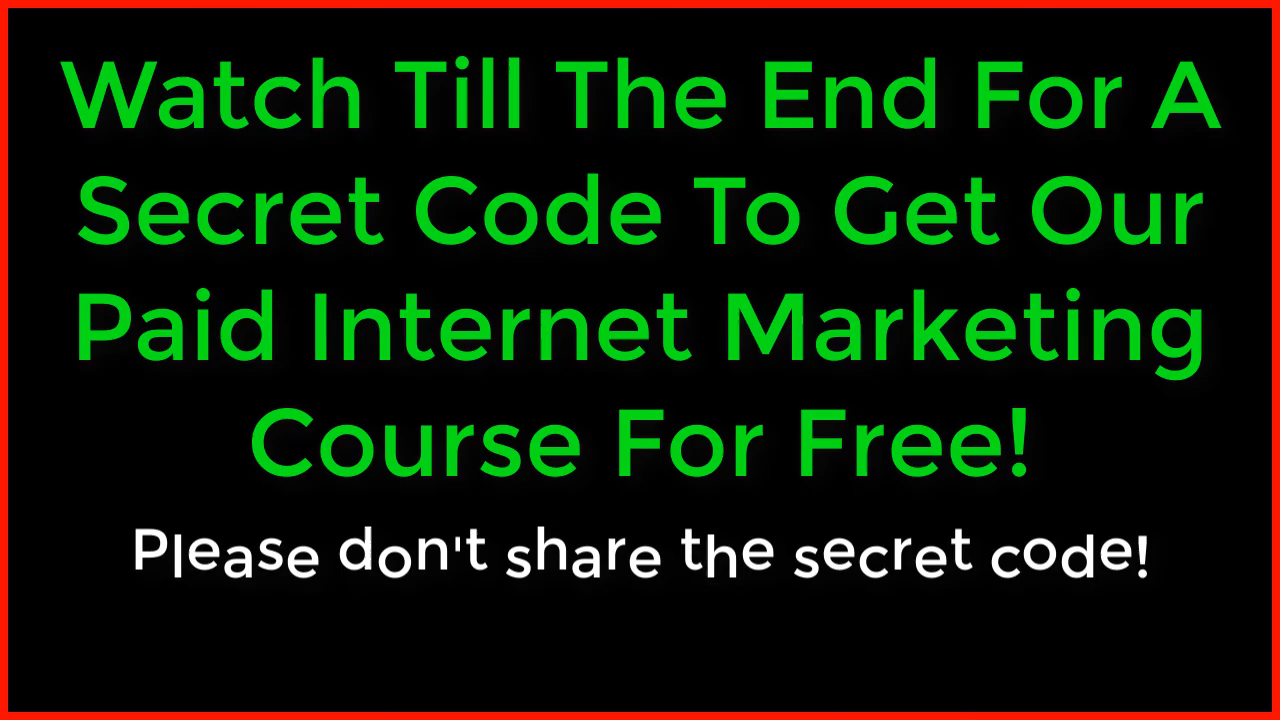 Watch Till The End For A
Secret Code To Get Our
Paid Internet Marketing
Course For Free!
Please don't share the secret code!